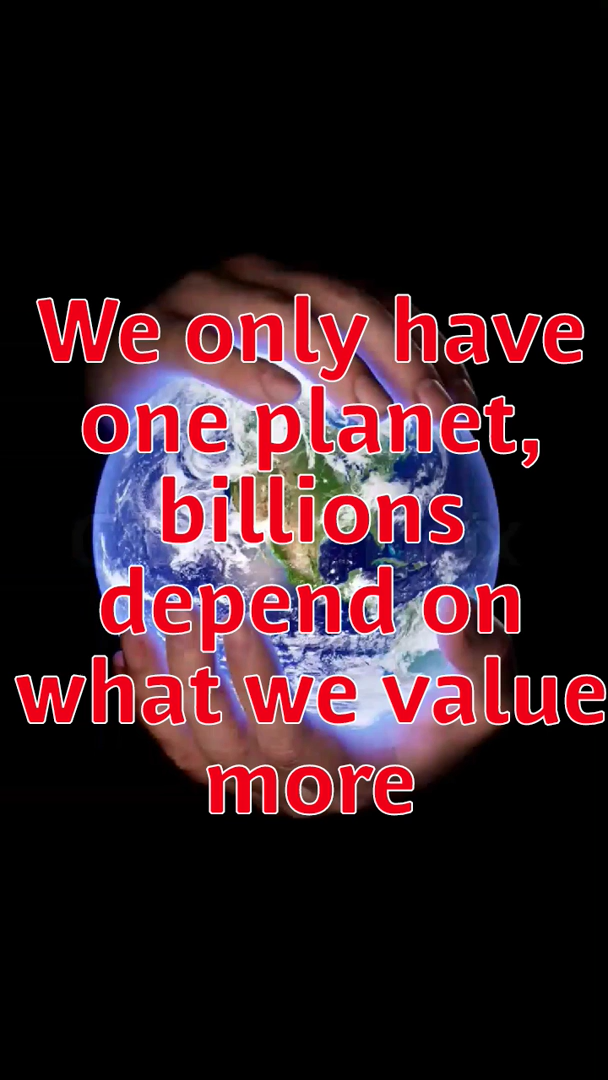 We only have
one planet,
billions
depend on
what we value
more